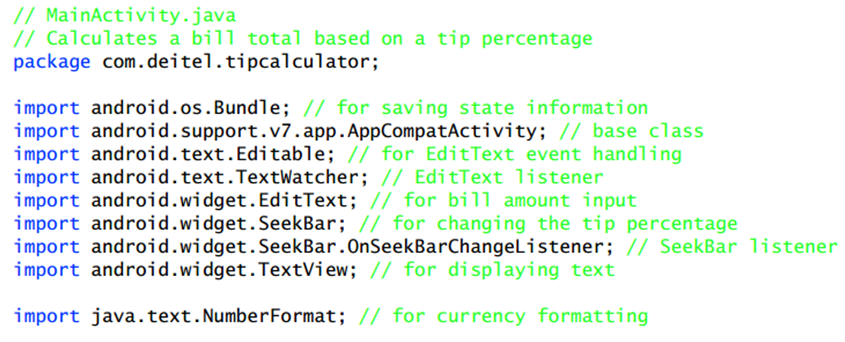 // MainActivity.java
// Calculates a bill total based on a tip percentage
package com.deitel.tipcalculator;
import android.os.Bundle; // for saving state information
import android.support.v7.app.AppCompatActivity; // base class
import android.text.Editable; // for EditText event handling
import android.text.TextWatcher; // EditText listener
import android.widget.EditText; // for bill amount input
import android.widget.SeekBar; // for changing the tip percentage
import android.widget.SeekBar.OnSeekBarChangeListener; // SeekBar listener
import android.widget.TextView; // for displaying text
import java.text.NumberFormat; // for currency formatting